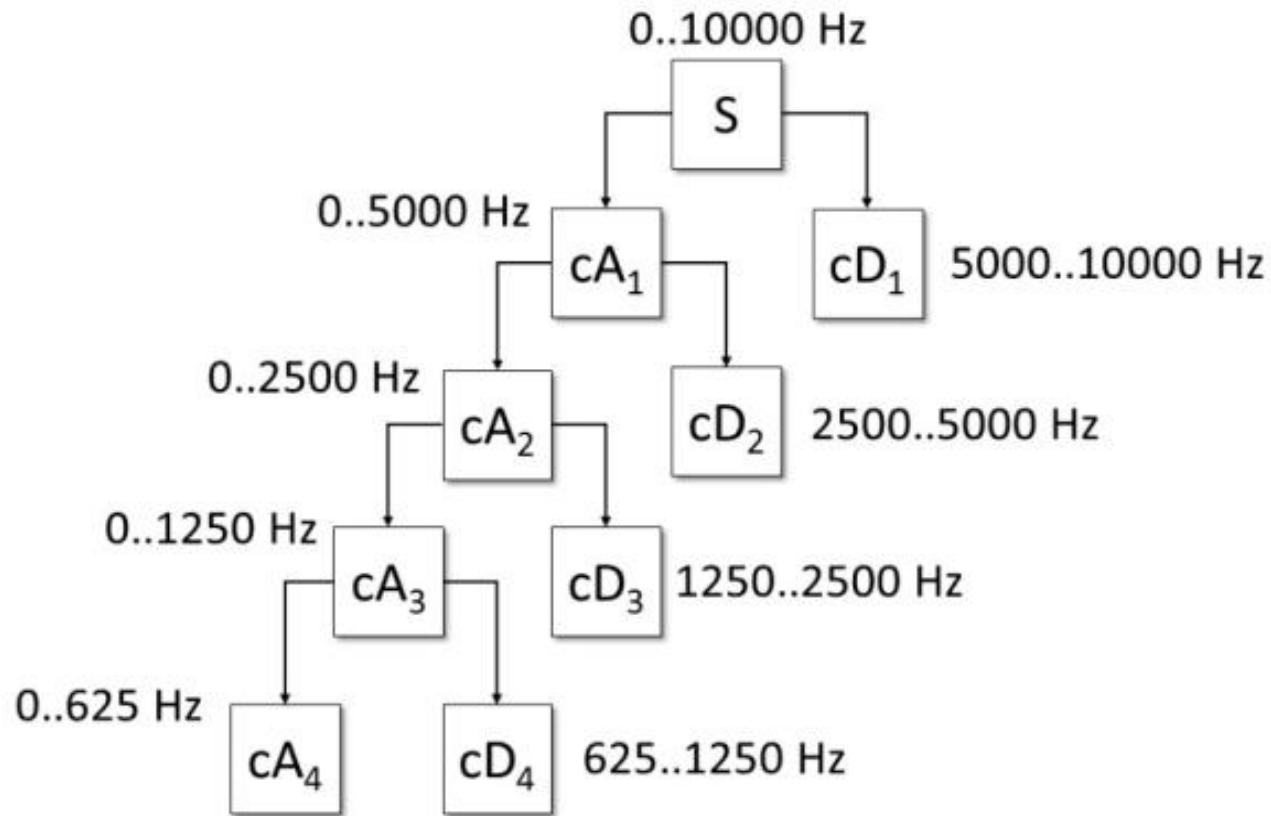 0..10000 Hz
S
0..5000 Hz
cA₁
cD₁
5000..10000 Hz
0..2500 Hz
cA₂
cD₂
2500..5000 Hz
0..1250 Hz
cA₃
cD₃
1250..2500 Hz
0..625 Hz
cA₄
cD₄
625..1250 Hz